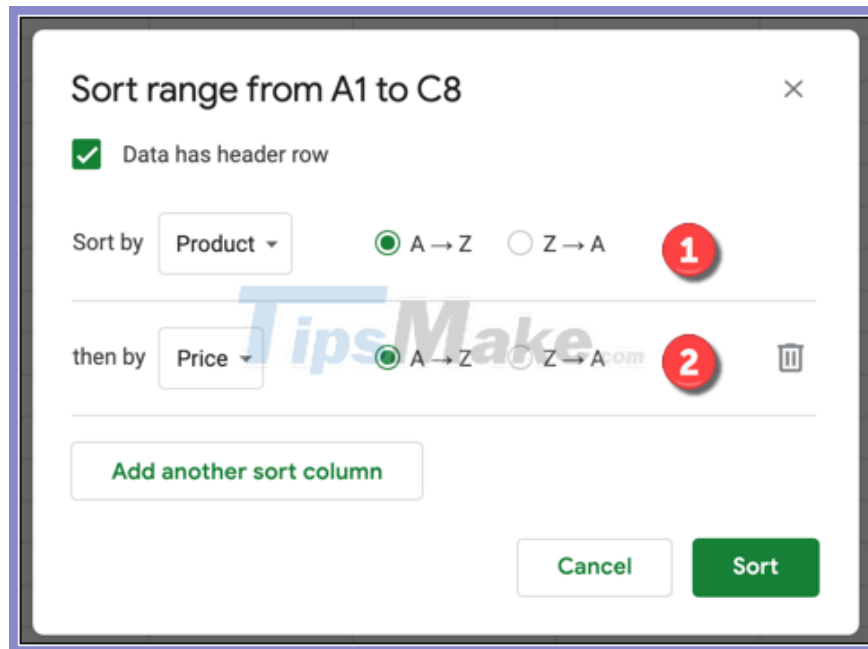 Sort range from A1 to C8
Data has header row
Sort by Product A → Z Z → A 1
TipsMake.com
then by Price A → Z Z → A 2
Add another sort column
Cancel Sort